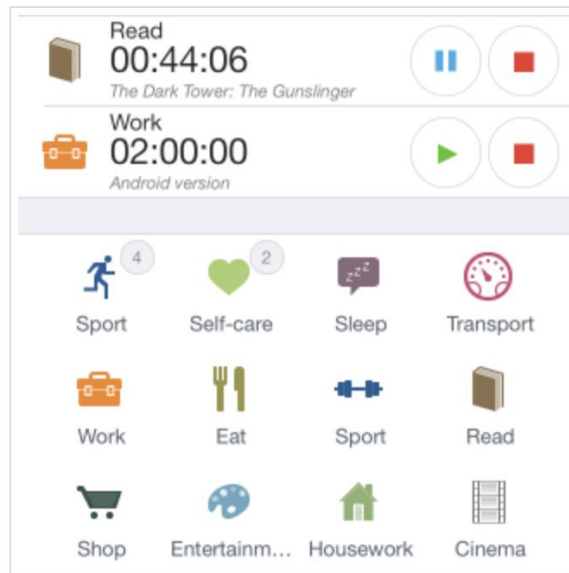 Read
00:44:06
The Dark Tower: The Gunslinger
Work
02:00:00
Android version
4
2
zzz
Sport Self-care Sleep Transport
Work Eat Sport Read
Shop Entertainm... Housework Cinema